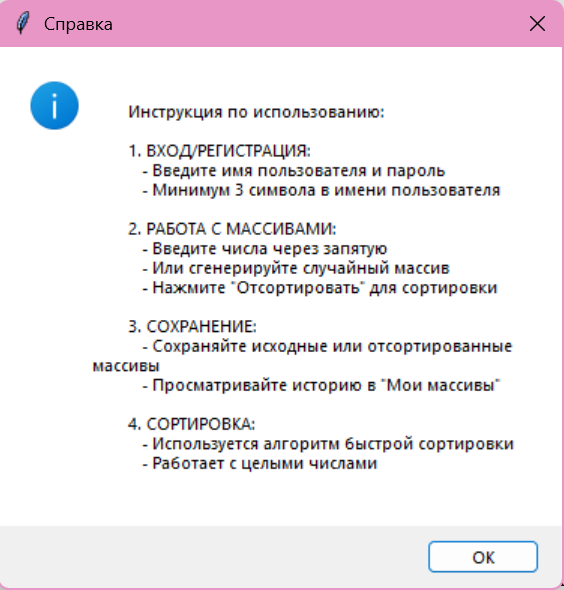 Справка
Инструкция по использованию:
1. ВХОД/РЕГИСТРАЦИЯ:
- Введите имя пользователя и пароль
- Минимум 3 символа в имени пользователя
2. РАБОТА С МАССИВАМИ:
- Введите числа через запятую
- Или сгенерируйте случайный массив
- Нажмите "Отсортировать" для сортировки
3. СОХРАНЕНИЕ:
- Сохраняйте исходные или отсортированные
массивы
- Просматривайте историю в "Мои массивы"
4. СОРТИРОВКА:
- Используется алгоритм быстрой сортировки
- Работает с целыми числами
ОК